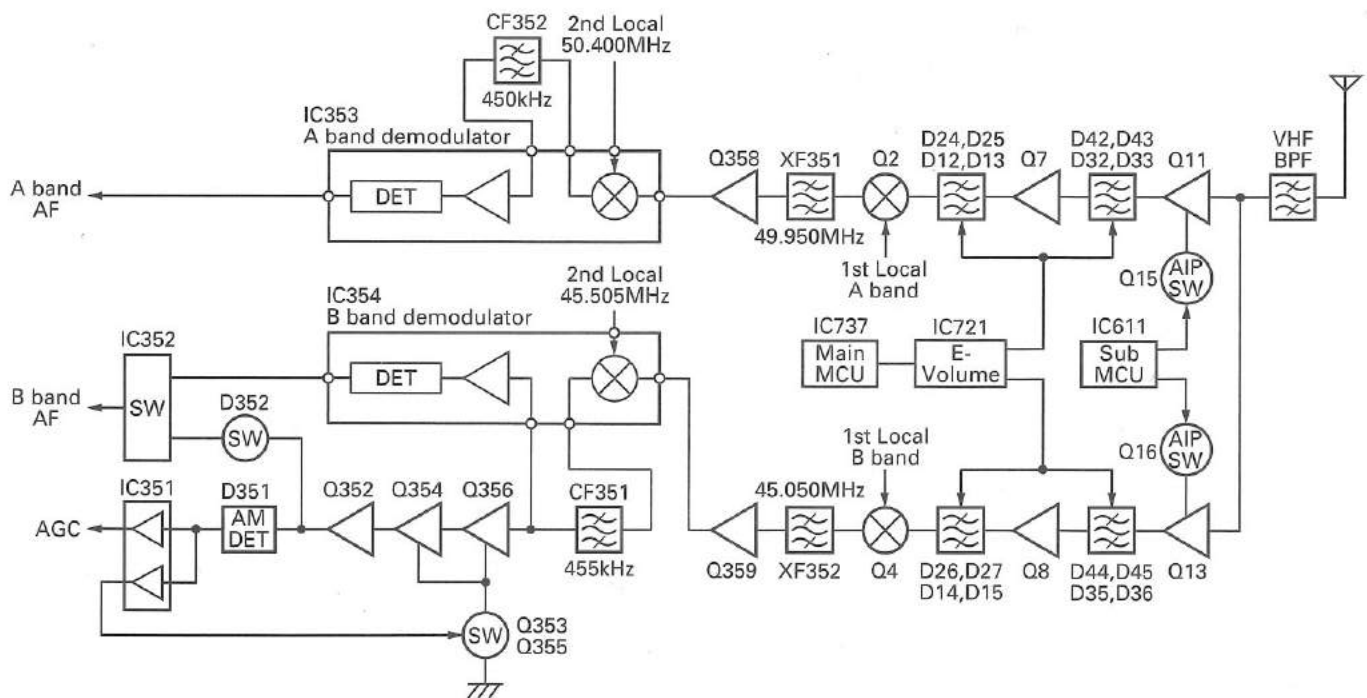 CF352
2nd Local
50.400MHz
450kHz
IC353
A band demodulator
Q358
XF351
Q2
D24,D25
D12,D13
Q7
D42,D43
D32,D33
Q11
VHF
BPF
A band
AF
DET
49.950MHz
1st Local
A band
Q15
AIP
SW
2nd Local
45.505MHz
IC354
B band demodulator
IC352
IC737
Main
MCU
IC721
E-
Volume
IC611
Sub
MCU
DET
SW
B band
AF
D352
SW
1st Local
B band
Q16
AIP
SW
IC351
D351
Q352
Q354
Q356
CF351
45.050MHz
AGC
AM
DET
455kHz
Q359
XF352
Q4
D26,D27
D14,D15
Q8
D44,D45
D35,D36
Q13
SW
Q353
Q355